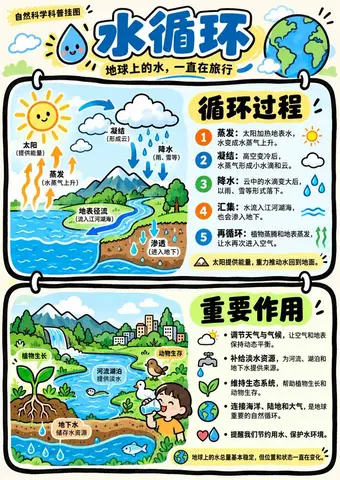 自然科学科普挂图
水循环
地球上的水，一直在旅行
太阳
(提供能量)
凝结
(形成云)
降水
(雨、雪等)
蒸发
(水蒸气上升)
地表径流
(流入江河湖海)
渗透
(进入地下)
循环过程
1 蒸发：太阳加热地表水，
水变成水蒸气上升。
2 凝结：高空变冷后，
水蒸气形成小水滴和云。
3 降水：云中的水滴变大后，
以雨、雪等形式落下。
4 汇集：水流入江河湖海，
也会渗入地下。
5 再循环：植物蒸腾和地表蒸发，
让水再次进入空气。
太阳提供能量，重力推动水回到地面。
重要作用
植物生长
河流湖泊
提供淡水
动物生存
地下水
储存水资源
• 调节天气与气候，让空气和地表
保持动态平衡。
• 补给淡水资源，为河流、湖泊和
地下水提供来源。
• 维持生态系统，帮助植物生长和
动物生存。
• 连接海洋、陆地和大气，是地球
重要的自然循环。
• 提醒我们节约用水、保护水环境。
地球上的水总量基本稳定，但位置和状态一直在变化。